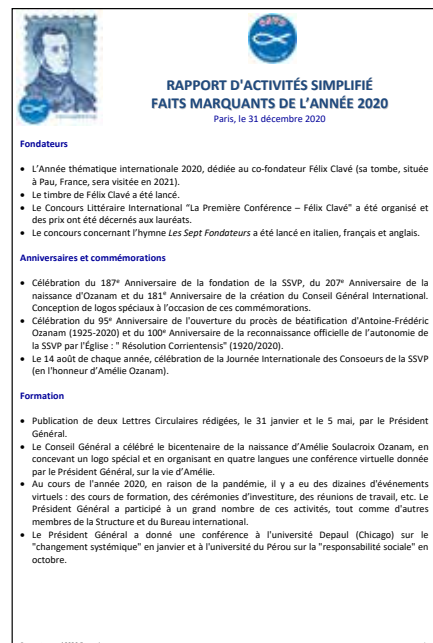 RAPPORT D'ACTIVITÉS SIMPLIFIÉ
FAITS MARQUANTS DE L'ANNÉE 2020
Paris, le 31 décembre 2020
Fondateurs
• L'Année thématique internationale 2020, dédiée au co-fondateur Félix Clavé (sa tombe, située
à Pau, France, sera visitée en 2021).
• Le timbre de Félix Clavé a été lancé.
• Le Concours Littéraire International "La Première Conférence – Félix Clavé" a été organisé et
des prix ont été décernés aux lauréats.
• Le concours concernant l'hymne Les Sept Fondateurs a été lancé en italien, français et anglais.
Anniversaires et commémorations
• Célébration du 187e Anniversaire de la fondation de la SSVP, du 207e Anniversaire de la
naissance d'Ozanam et du 181e Anniversaire de la création du Conseil Général International.
Conception de logos spéciaux à l'occasion de ces commémorations.
• Célébration du 95e Anniversaire de l'ouverture du procès de béatification d'Antoine-Frédéric
Ozanam (1925-2020) et du 100e Anniversaire de la reconnaissance officielle de l'autonomie de
la SSVP par l'Église : " Résolution Corrientensis" (1920/2020).
• Le 14 août de chaque année, célébration de la Journée Internationale des Consoeurs de la SSVP
(en l'honneur d'Amélie Ozanam).
Formation
• Publication de deux Lettres Circulaires rédigées, le 31 janvier et le 5 mai, par le Président
Général.
• Le Conseil Général a célébré le bicentenaire de la naissance d'Amélie Soulacroix Ozanam, en
concevant un logo spécial et en organisant en quatre langues une conférence virtuelle donnée
par le Président Général, sur la vie d'Amélie.
• Au cours de l'année 2020, en raison de la pandémie, il y a eu des dizaines d'événements
virtuels : des cours de formation, des cérémonies d'investiture, des réunions de travail, etc. Le
Président Général a participé à un grand nombre de ces activités, tout comme d'autres
membres de la Structure et du Bureau international.
• Le Président Général a donné une conférence à l'université Depaul (Chicago) sur le
"changement systémique" en janvier et à l'université du Pérou sur la "responsabilité sociale" en
octobre.